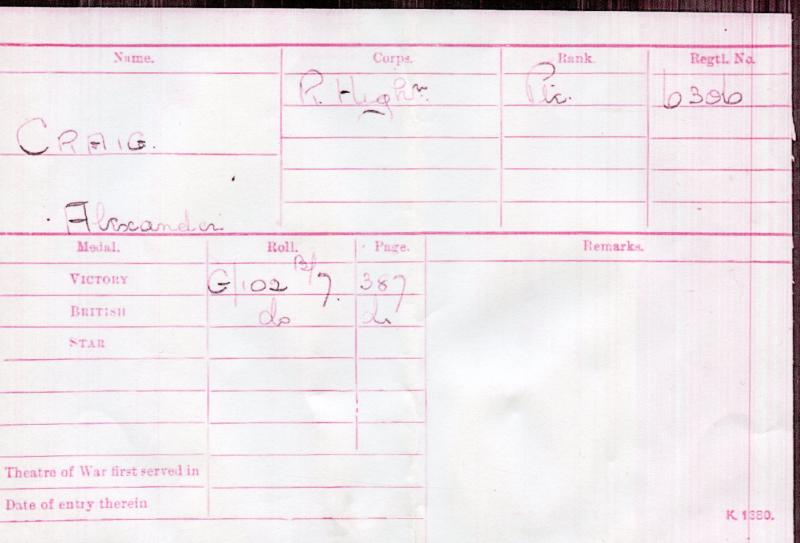 Name. Corps. Rank. Regtl. No.
R. Highrs. Pte. 6306
CRAIG.
Alexander
Medal. Roll. Page. Remarks.
VICTORY G/102 B/7. 387
BRITISH do do
STAR
Theatre of War first served in
Date of entry therein
K. 1380.